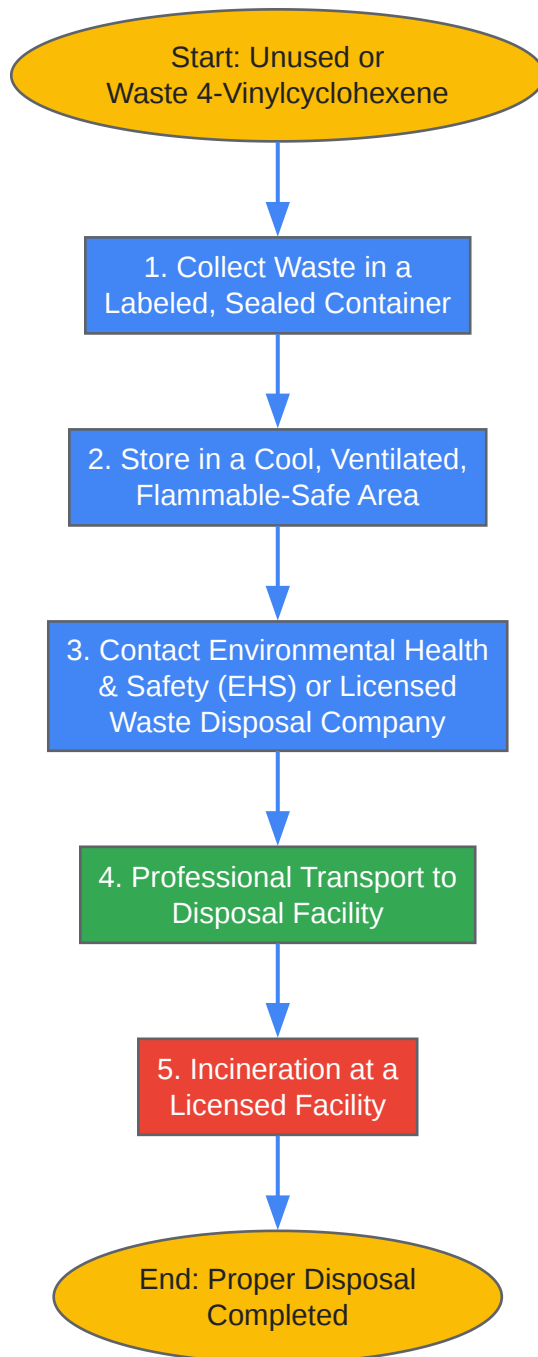 Start: Unused or
Waste 4-Vinylcyclohexene
1. Collect Waste in a
Labeled, Sealed Container
2. Store in a Cool, Ventilated,
Flammable-Safe Area
3. Contact Environmental Health
& Safety (EHS) or Licensed
Waste Disposal Company
4. Professional Transport to
Disposal Facility
5. Incineration at a
Licensed Facility
End: Proper Disposal
Completed